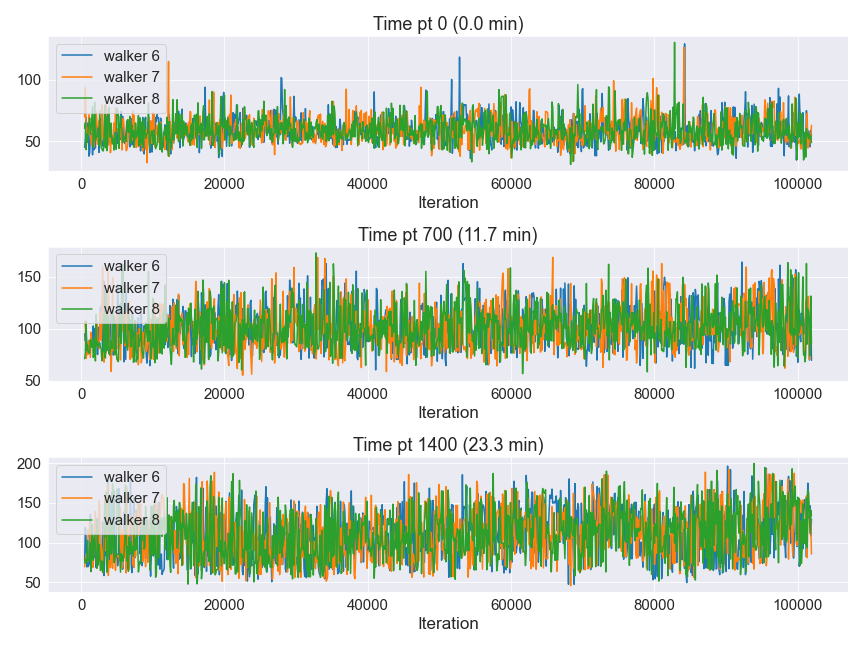 Time pt 0 (0.0 min)
walker 6
walker 7
walker 8
100
50
0 20000 40000 60000 80000 100000
Iteration
Time pt 700 (11.7 min)
walker 6
walker 7
walker 8
150
100
50
0 20000 40000 60000 80000 100000
Iteration
Time pt 1400 (23.3 min)
walker 6
walker 7
walker 8
200
150
100
50
0 20000 40000 60000 80000 100000
Iteration